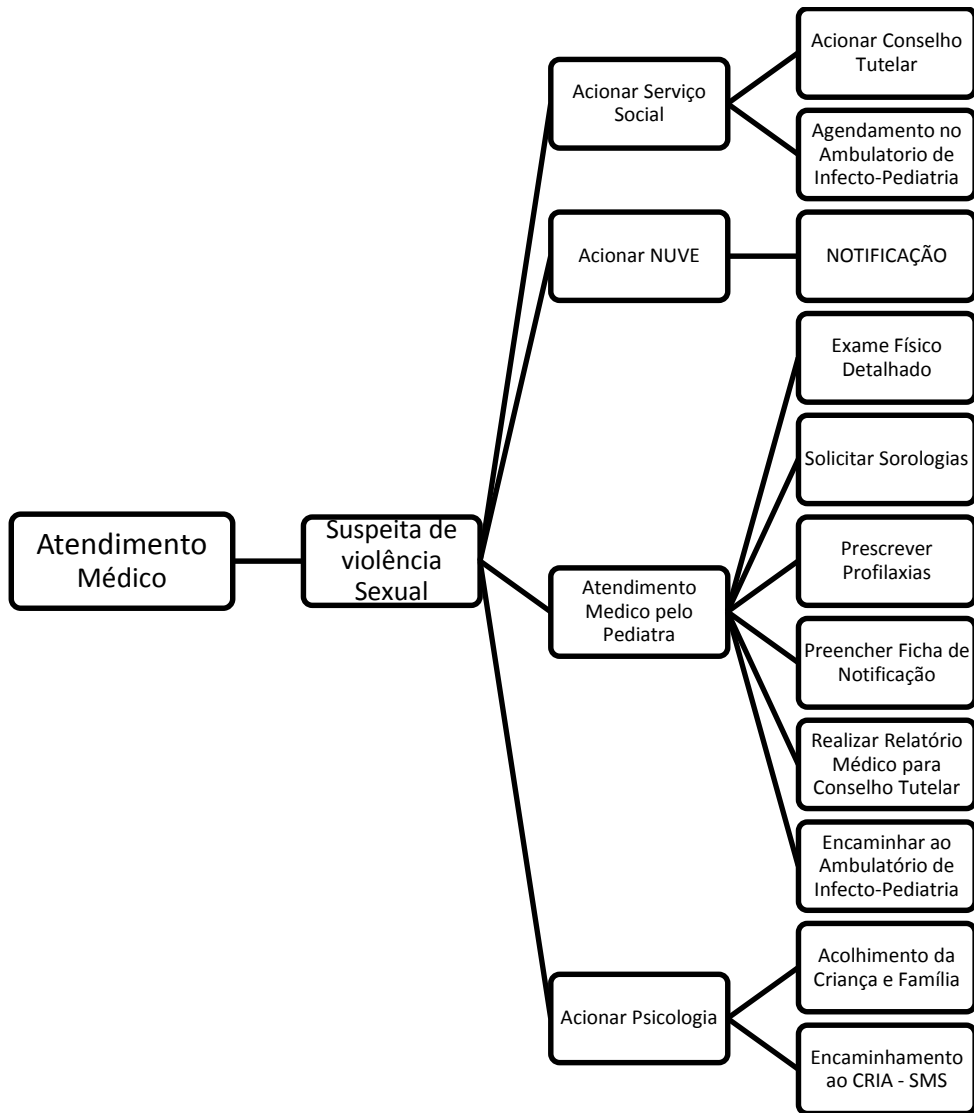 Atendimento
Médico
Suspeita de
violência
Sexual
Acionar Serviço
Social
Acionar Conselho
Tutelar
Agendamento no
Ambulatorio de
Infecto-Pediatria
Acionar NUVE
NOTIFICAÇÃO
Atendimento
Medico pelo
Pediatra
Exame Físico
Detalhado
Solicitar Sorologias
Prescrever
Profilaxias
Preencher Ficha de
Notificação
Realizar Relatório
Médico para
Conselho Tutelar
Encaminhar ao
Ambulatório de
Infecto-Pediatria
Acionar Psicologia
Acolhimento da
Criança e Família
Encaminhamento
ao CRIA - SMS